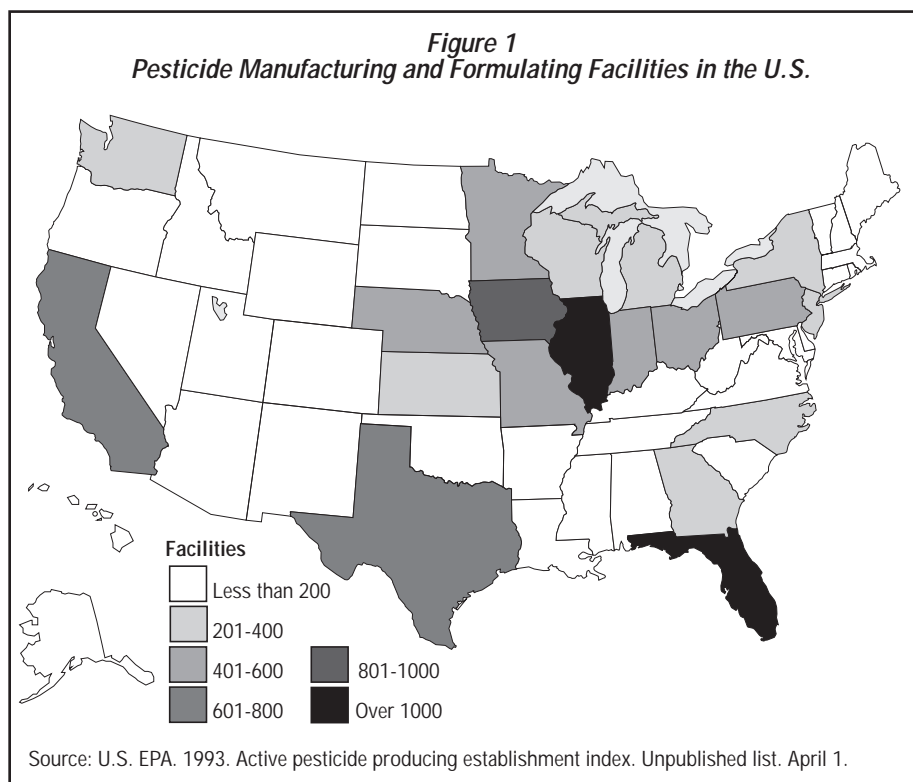 Figure 1
Pesticide Manufacturing and Formulating Facilities in the U.S.
Facilities
Less than 200
201-400
401-600
601-800
801-1000
Over 1000
Source: U.S. EPA. 1993. Active pesticide producing establishment index. Unpublished list. April 1.